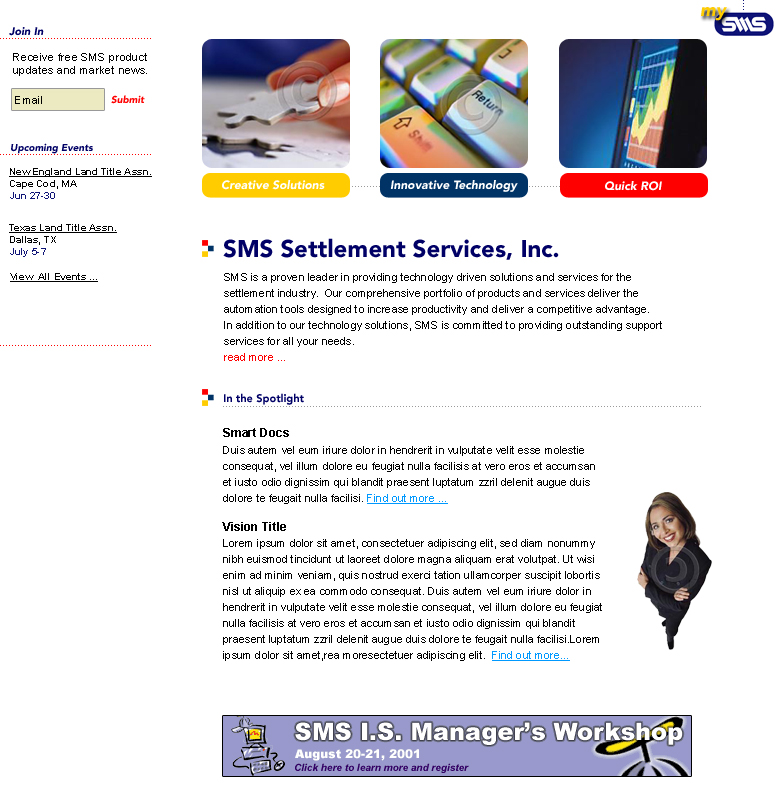 my
SMS
Join In
Receive free SMS product
updates and market news.
Email
Submit
Upcoming Events
New England Land Title Assn.
Cape Cod, MA
Jun 27-30
Texas Land Title Assn.
Dallas, TX
July 5-7
View All Events ...
Return
Shift
Creative Solutions
Innovative Technology
Quick ROI
SMS Settlement Services, Inc.
SMS is a proven leader in providing technology driven solutions and services for the
settlement industry. Our comprehensive portfolio of products and services deliver the
automation tools designed to increase productivity and deliver a competitive advantage.
In addition to our technology solutions, SMS is committed to providing outstanding support
services for all your needs.
read more ...
In the Spotlight
Smart Docs
Duis autem vel eum iriure dolor in hendrerit in vulputate velit esse molestie
consequat, vel illum dolore eu feugiat nulla facilisis at vero eros et accumsan
et iusto odio dignissim qui blandit praesent luptatum zzril delenit augue duis
dolore te feugait nulla facilisi. Find out more ...
Vision Title
Lorem ipsum dolor sit amet, consectetuer adipiscing elit, sed diam nonummy
nibh euismod tincidunt ut laoreet dolore magna aliquam erat volutpat. Ut wisi
enim ad minim veniam, quis nostrud exerci tation ullamcorper suscipit lobortis
nisl ut aliquip ex ea commodo consequat. Duis autem vel eum iriure dolor in
hendrerit in vulputate velit esse molestie consequat, vel illum dolore eu feugiat
nulla facilisis at vero eros et accumsan et iusto odio dignissim qui blandit
praesent luptatum zzril delenit augue duis dolore te feugait nulla facilisi.Lorem
ipsum dolor sit amet,rea moresectetuer adipiscing elit. Find out more...
SMS I.S. Manager's Workshop
August 20-21, 2001
Click here to learn more and register